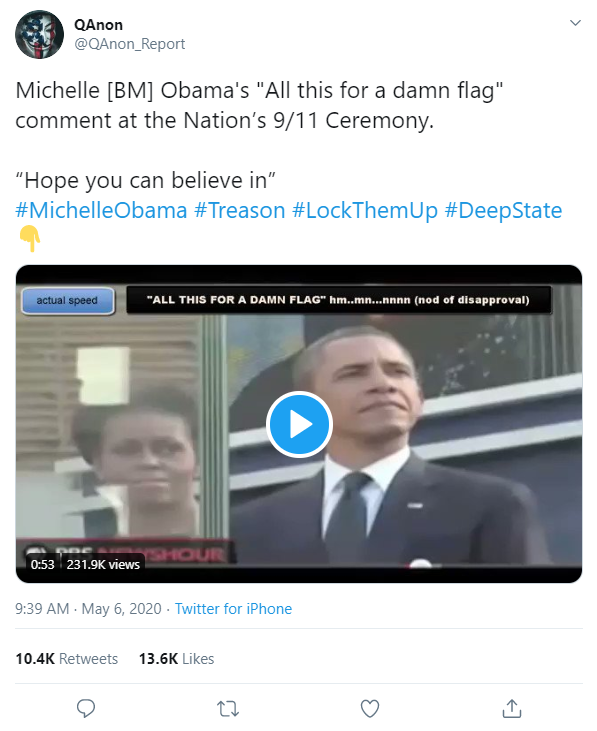 QAnon
@QAnon_Report
Michelle [BM] Obama's "All this for a damn flag"
comment at the Nation’s 9/11 Ceremony.
“Hope you can believe in”
#MichelleObama #Treason #LockThemUp #DeepState
actual speed
"ALL THIS FOR A DAMN FLAG" hm..mn...nnnn (nod of disapproval)
PBS NEWSHOUR
0:53 231.9K views
9:39 AM · May 6, 2020 · Twitter for iPhone
10.4K Retweets 13.6K Likes